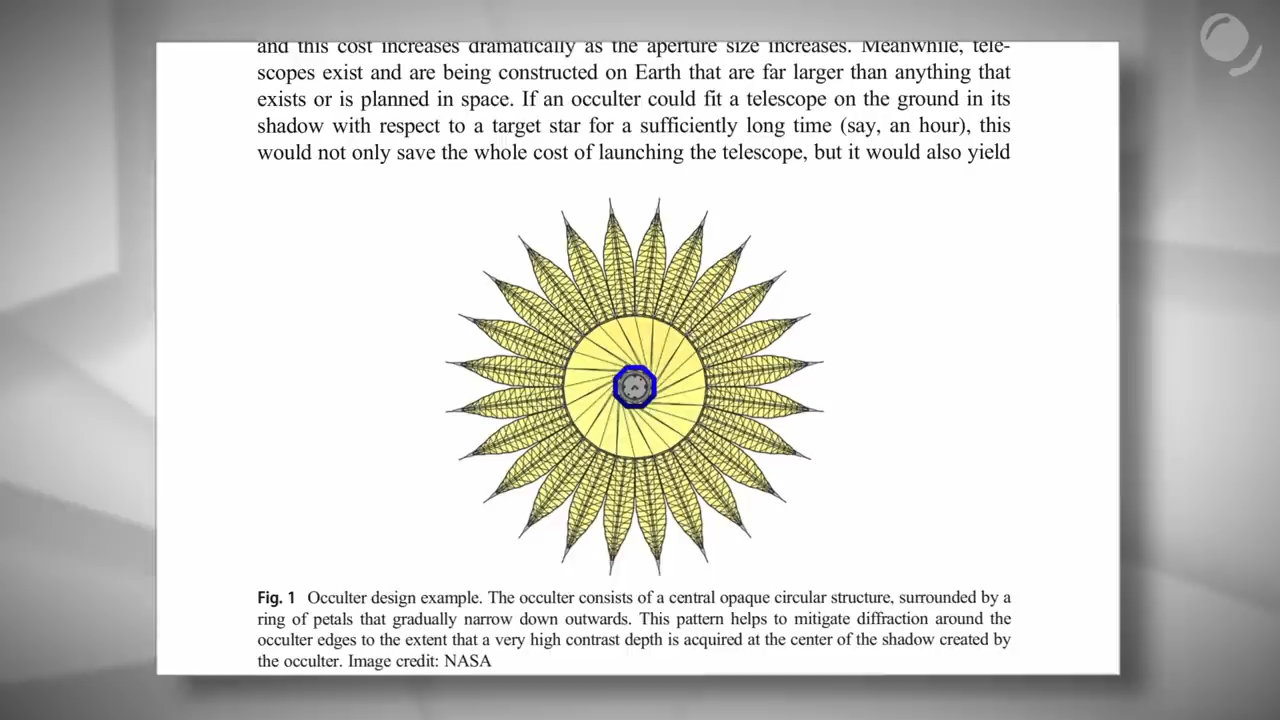 and this cost increases dramatically as the aperture size increases. Meanwhile, tele-
scopes exist and are being constructed on Earth that are far larger than anything that
exists or is planned in space. If an occulter could fit a telescope on the ground in its
shadow with respect to a target star for a sufficiently long time (say, an hour), this
would not only save the whole cost of launching the telescope, but it would also yield
Fig. 1 Occulter design example. The occulter consists of a central opaque circular structure, surrounded by a
ring of petals that gradually narrow down outwards. This pattern helps to mitigate diffraction around the
occulter edges to the extent that a very high contrast depth is acquired at the center of the shadow created by
the occulter. Image credit: NASA